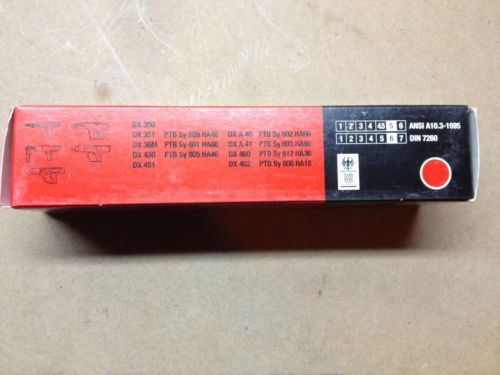 DX 350
DX 351 PTB Sy 809 HA46 DX A 40 PTB Sy 802 HA66
DX 36M PTB Sy 801 HA66 DX A 41 PTB Sy 805 HA66
DX 450 PTB Sy 805 HA46 DX 460 PTB Sy 812 HA36
DX 451 DX 462 PTB Sy 808 HA16
1 2 3 4 4.5 5 6 ANSI A10.3-1995
1 2 3 4 5 6 7 DIN 7260